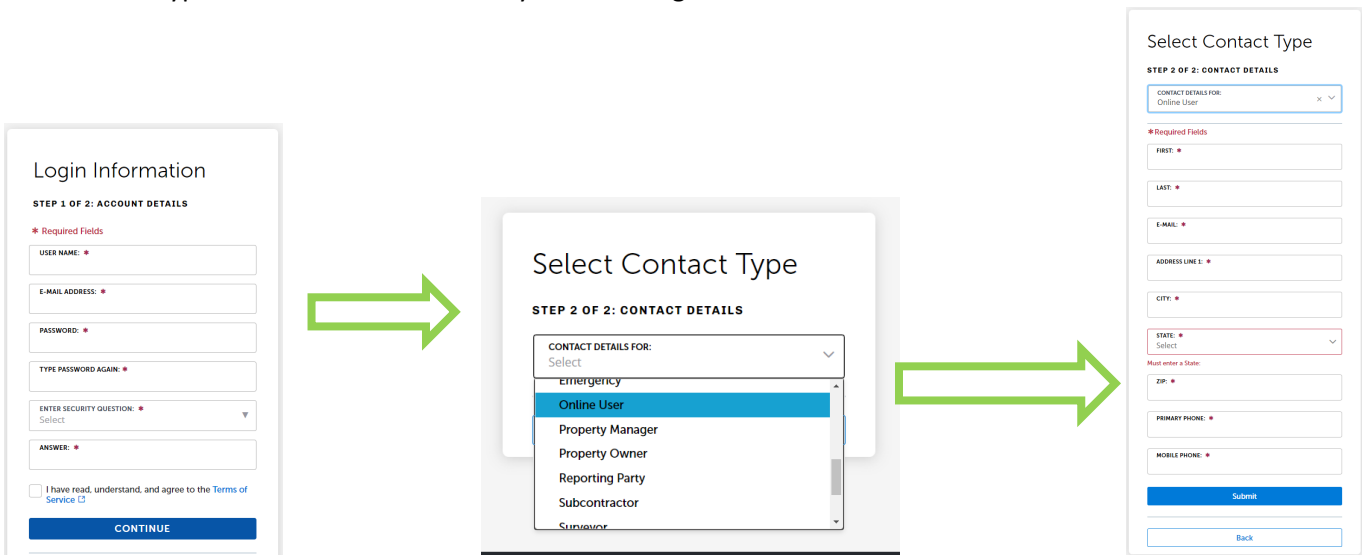 Login Information
STEP 1 OF 2: ACCOUNT DETAILS
* Required Fields
USER NAME: *
E-MAIL ADDRESS: *
PASSWORD: *
TYPE PASSWORD AGAIN: *
ENTER SECURITY QUESTION: *
Select
ANSWER: *
I have read, understand, and agree to the Terms of
Service
CONTINUE
Select Contact Type
STEP 2 OF 2: CONTACT DETAILS
CONTACT DETAILS FOR:
Select
Emergency
Online User
Property Manager
Property Owner
Reporting Party
Subcontractor
Surveyor
Select Contact Type
STEP 2 OF 2: CONTACT DETAILS
CONTACT DETAILS FOR:
Online User
*Required Fields
FIRST: *
LAST: *
E-MAIL: *
ADDRESS LINE 1: *
CITY: *
STATE: *
Select
Must enter a State:
ZIP: *
PRIMARY PHONE: *
MOBILE PHONE: *
Submit
Back